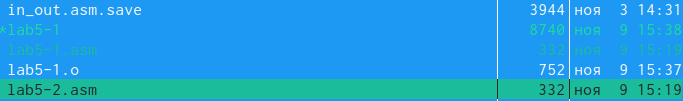 in_out.asm.save 3944 ноя 3 14:31
*lab5-1 8740 ноя 9 15:38
lab5-1.asm 332 ноя 9 15:19
lab5-1.o 752 ноя 9 15:37
lab5-2.asm 332 ноя 9 15:19